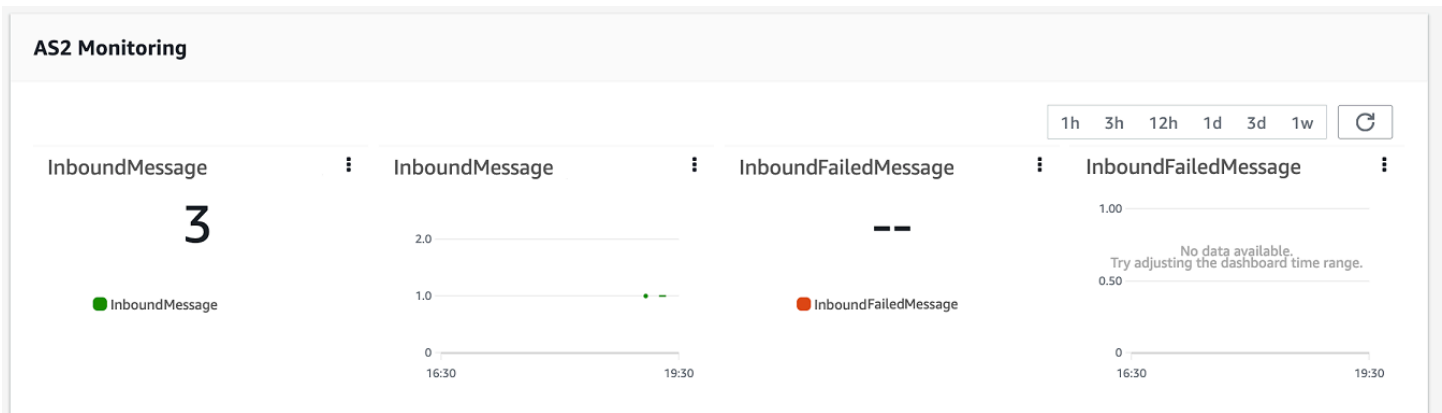 AS2 Monitoring
1h 3h 12h 1d 3d 1w
InboundMessage
3
InboundMessage
InboundMessage
2.0
1.0
0
16:30 19:30
InboundFailedMessage
--
InboundFailedMessage
InboundFailedMessage
1.00
No data available.
Try adjusting the dashboard time range.
0.50
0
16:30 19:30